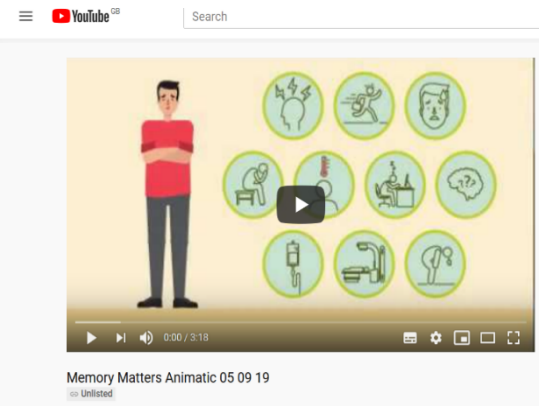 YouTube GB
Search
0:00 / 3:18
Memory Matters Animatic 05 09 19
Unlisted